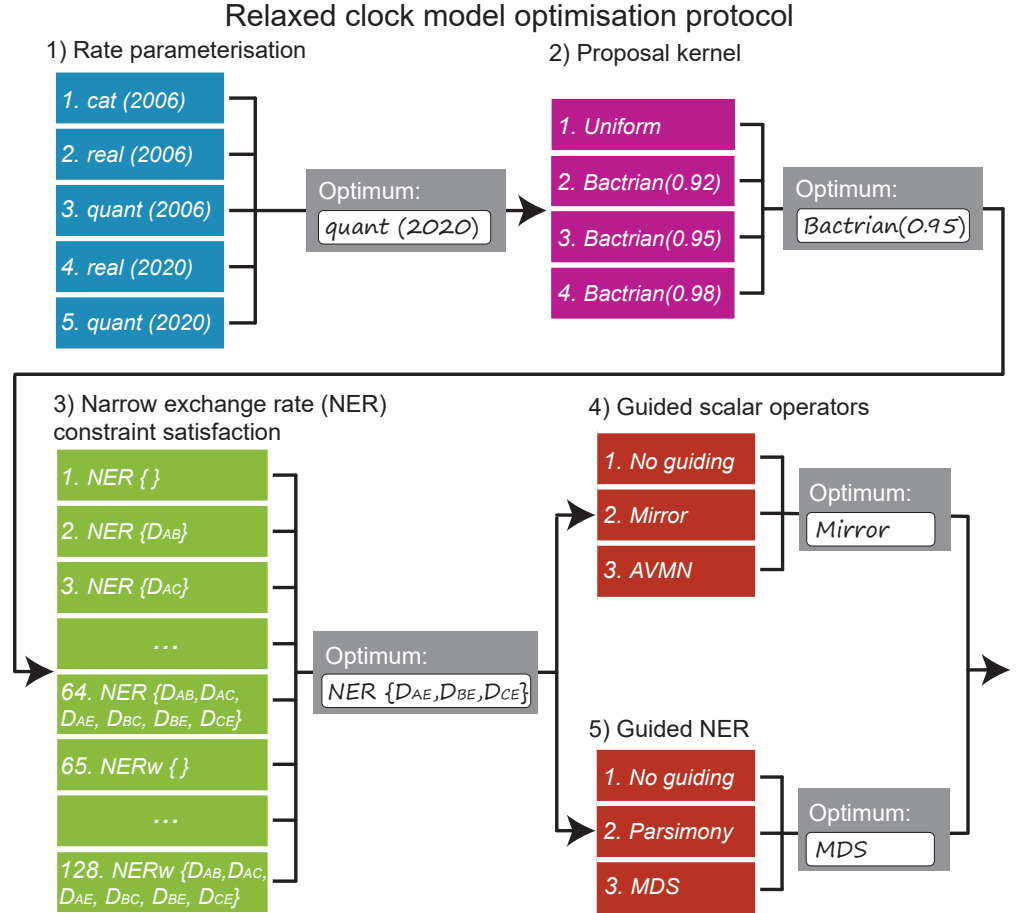 Relaxed clock model optimisation protocol
1) Rate parameterisation
1. cat (2006)
2. real (2006)
3. quant (2006)
4. real (2020)
5. quant (2020)
Optimum:
quant (2020)
2) Proposal kernel
1. Uniform
2. Bactrian(0.92)
3. Bactrian(0.95)
4. Bactrian(0.98)
Optimum:
Bactrian(0.95)
3) Narrow exchange rate (NER)
constraint satisfaction
1. NER { }
2. NER {DAB}
3. NER {DAC}
...
64. NER {DAB,DAC,
DAE, DBC, DBE, DCE}
65. NERw { }
...
128. NERw {DAB,DAC,
DAE, DBC, DBE, DCE}
Optimum:
NER {DAE,DBE,DCE}
4) Guided scalar operators
1. No guiding
2. Mirror
3. AVMN
Optimum:
Mirror
5) Guided NER
1. No guiding
2. Parsimony
3. MDS
Optimum:
MDS